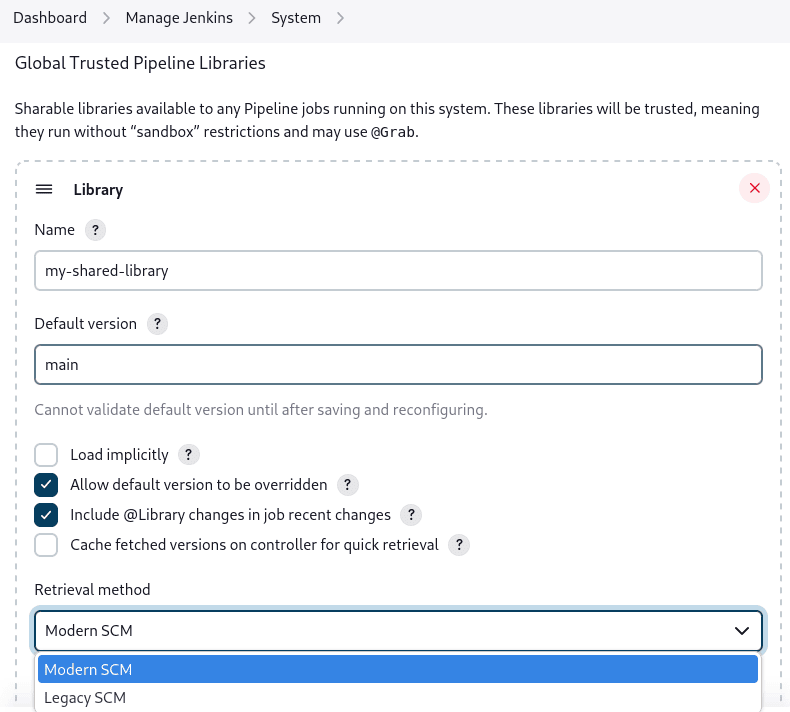 Dashboard > Manage Jenkins > System >
Global Trusted Pipeline Libraries
Sharable libraries available to any Pipeline jobs running on this system. These libraries will be trusted, meaning
they run without “sandbox” restrictions and may use @Grab.
Library
Name ?
my-shared-library
Default version ?
main
Cannot validate default version until after saving and reconfiguring.
Load implicitly ?
Allow default version to be overridden ?
Include @Library changes in job recent changes ?
Cache fetched versions on controller for quick retrieval ?
Retrieval method
Modern SCM
Modern SCM
Legacy SCM